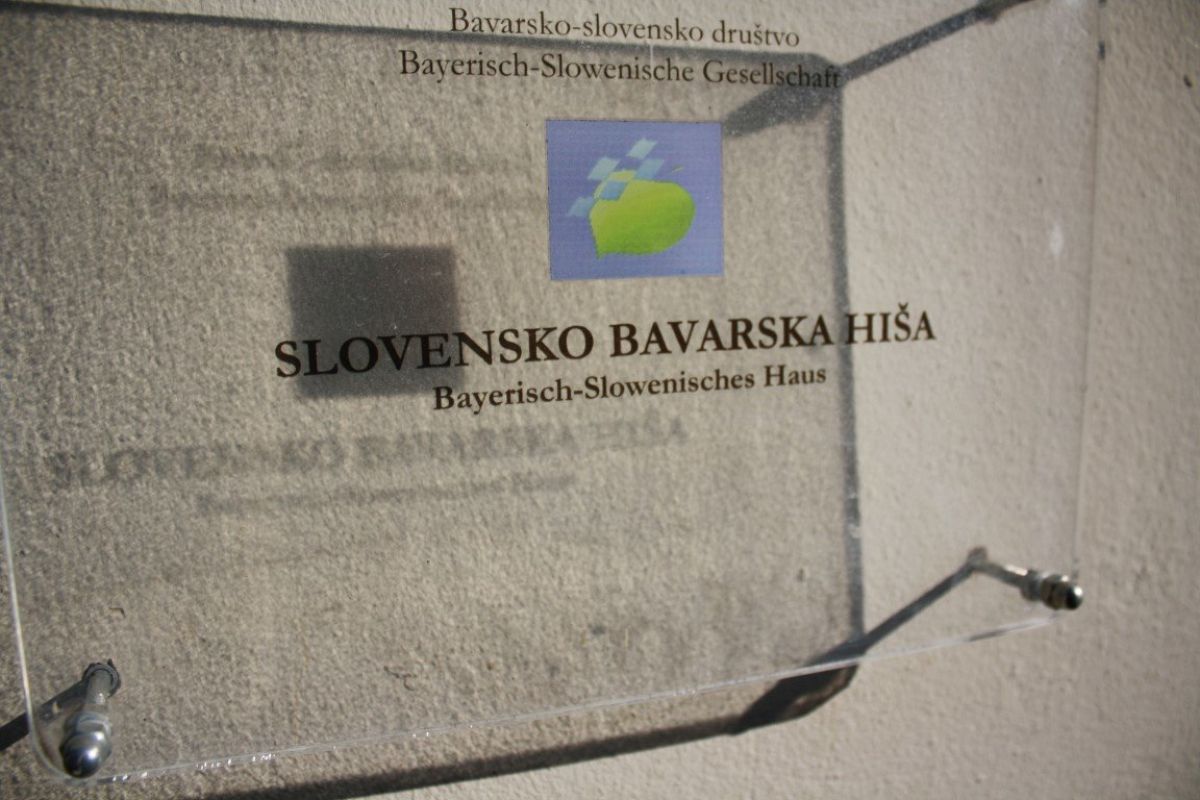 Bavarsko-slovensko društvo
Bayerisch-Slowenische Gesellschaft
SLOVENSKO BAVARSKA HIŠA
Bayerisch-Slowenisches Haus